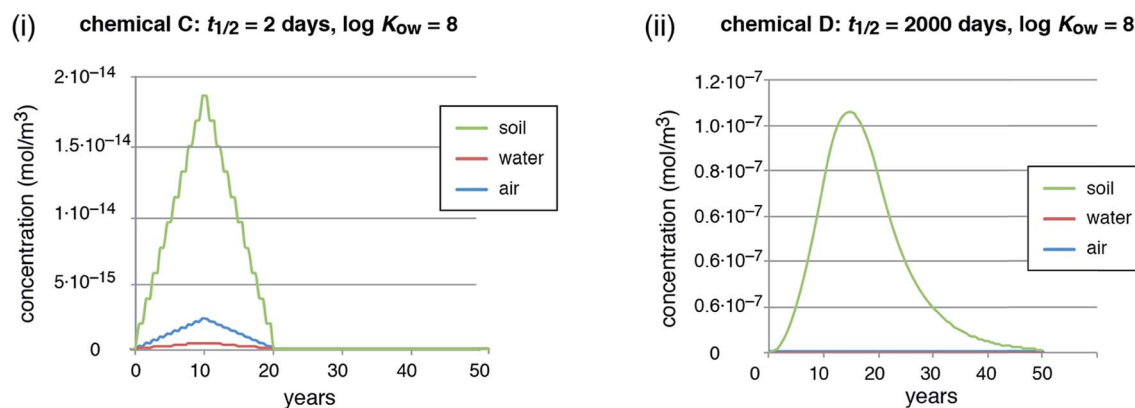 (i) chemical C: t1/2 = 2 days, log Kow = 8
2·10−14
1.5·10−14
1·10−14
5·10−15
0
concentration (mol/m3)
soil
water
air
0 10 20 30 40 50
years
(ii) chemical D: t1/2 = 2000 days, log Kow = 8
1.2·10−7
1.0·10−7
0.8·10−7
0.6·10−7
0.6·10−7
0.6·10−7
0
concentration (mol/m3)
soil
water
air
0 10 20 30 40 50
years